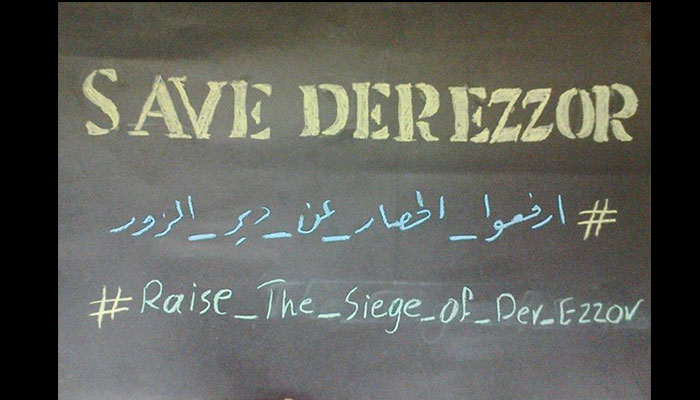 SAVE DEREZZOR
#ارفعوا_الحصار_عن_دير_الزور
#Raise_The_Siege_of_Der_Ezzor